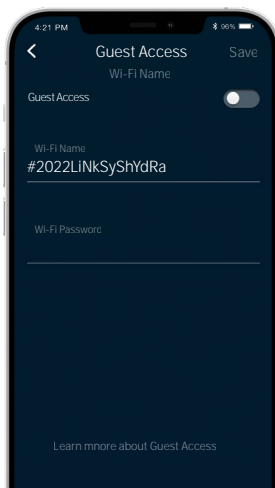 4:21 PM 96%
Guest Access Save
Wi-Fi Name
Guest Access
Wi-Fi Name
#2022LiNkSyShYdRa
Wi-Fi Password
Learn mnore about Guest Access